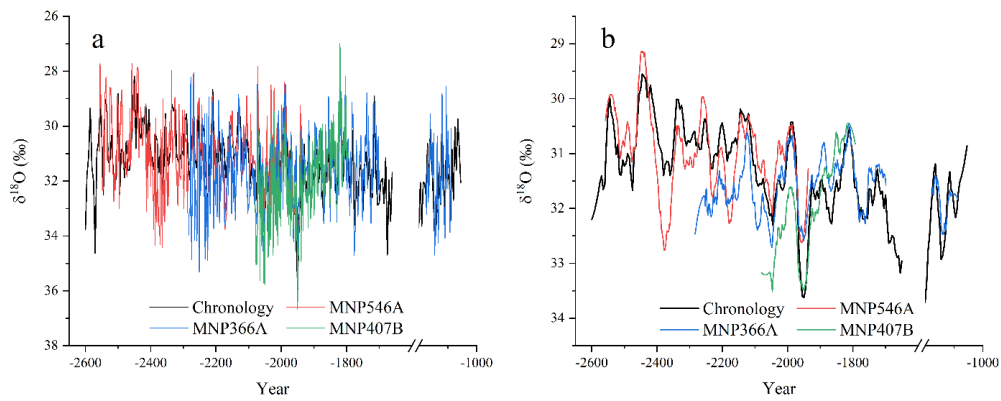 a
26
28
30
32
34
36
38
δ¹⁸O (‰)
-2600
-2400
-2200
-2000
-1800
-1000
Year
Chronology
MNP546A
MNP366A
MNP407B
b
29
30
31
32
33
34
δ¹⁸O (‰)
-2600
-2400
-2200
-2000
-1800
-1000
Year
Chronology
MNP546A
MNP366A
MNP407B